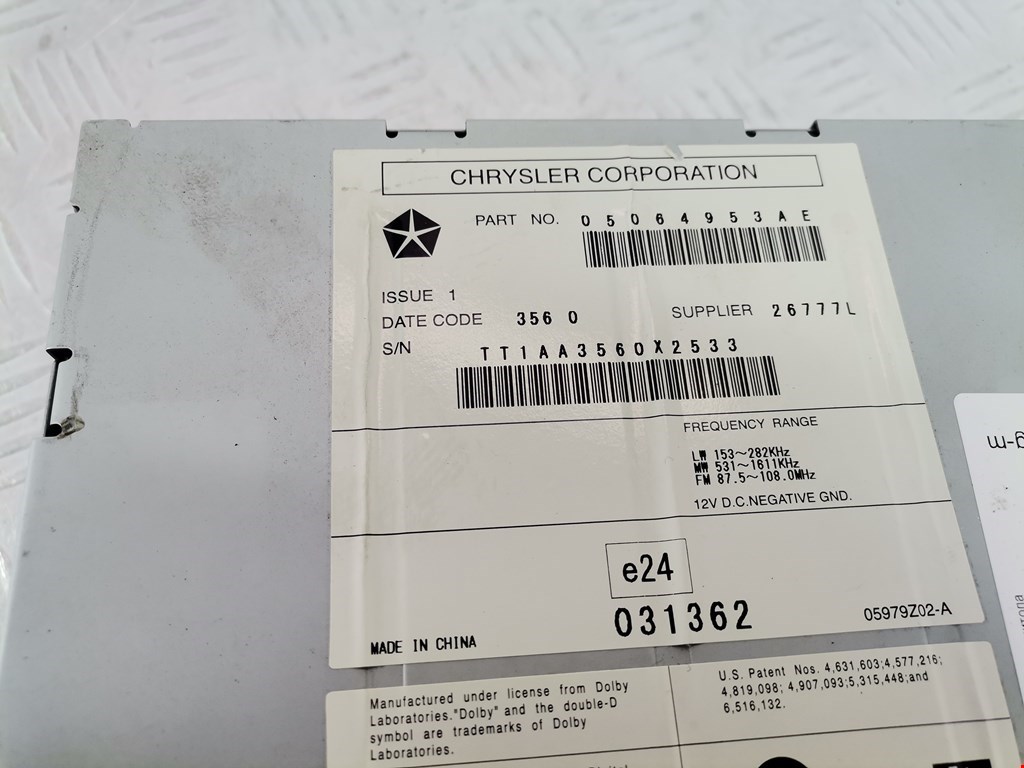 CHRYSLER CORPORATION
PART NO. 05064953AE
ISSUE 1
DATE CODE 3560 SUPPLIER 26777L
S/N TT1AA3560X2533
FREQUENCY RANGE
LW 153~282KHz
MW 531~1611KHz
FM 87.5~108.0MHz
12V D.C.NEGATIVE GND.
e24
031362
05979Z02-A
MADE IN CHINA
Manufactured under license from Dolby
Laboratories."Dolby" and the double-D
symbol are trademarks of Dolby
Laboratories.
U.S. Patent Nos. 4,631,603;4,577,216;
4,819,098; 4,907,093;5,315,448;and
6,516,132.